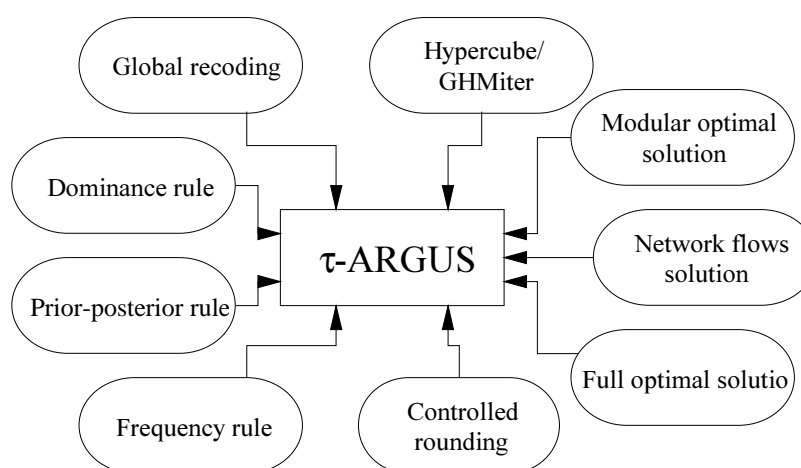 Global recoding
Hypercube/
GHMiter
Modular optimal
solution
Dominance rule
τ-ARGUS
Network flows
solution
Prior-posterior rule
Full optimal solutio
Frequency rule
Controlled
rounding